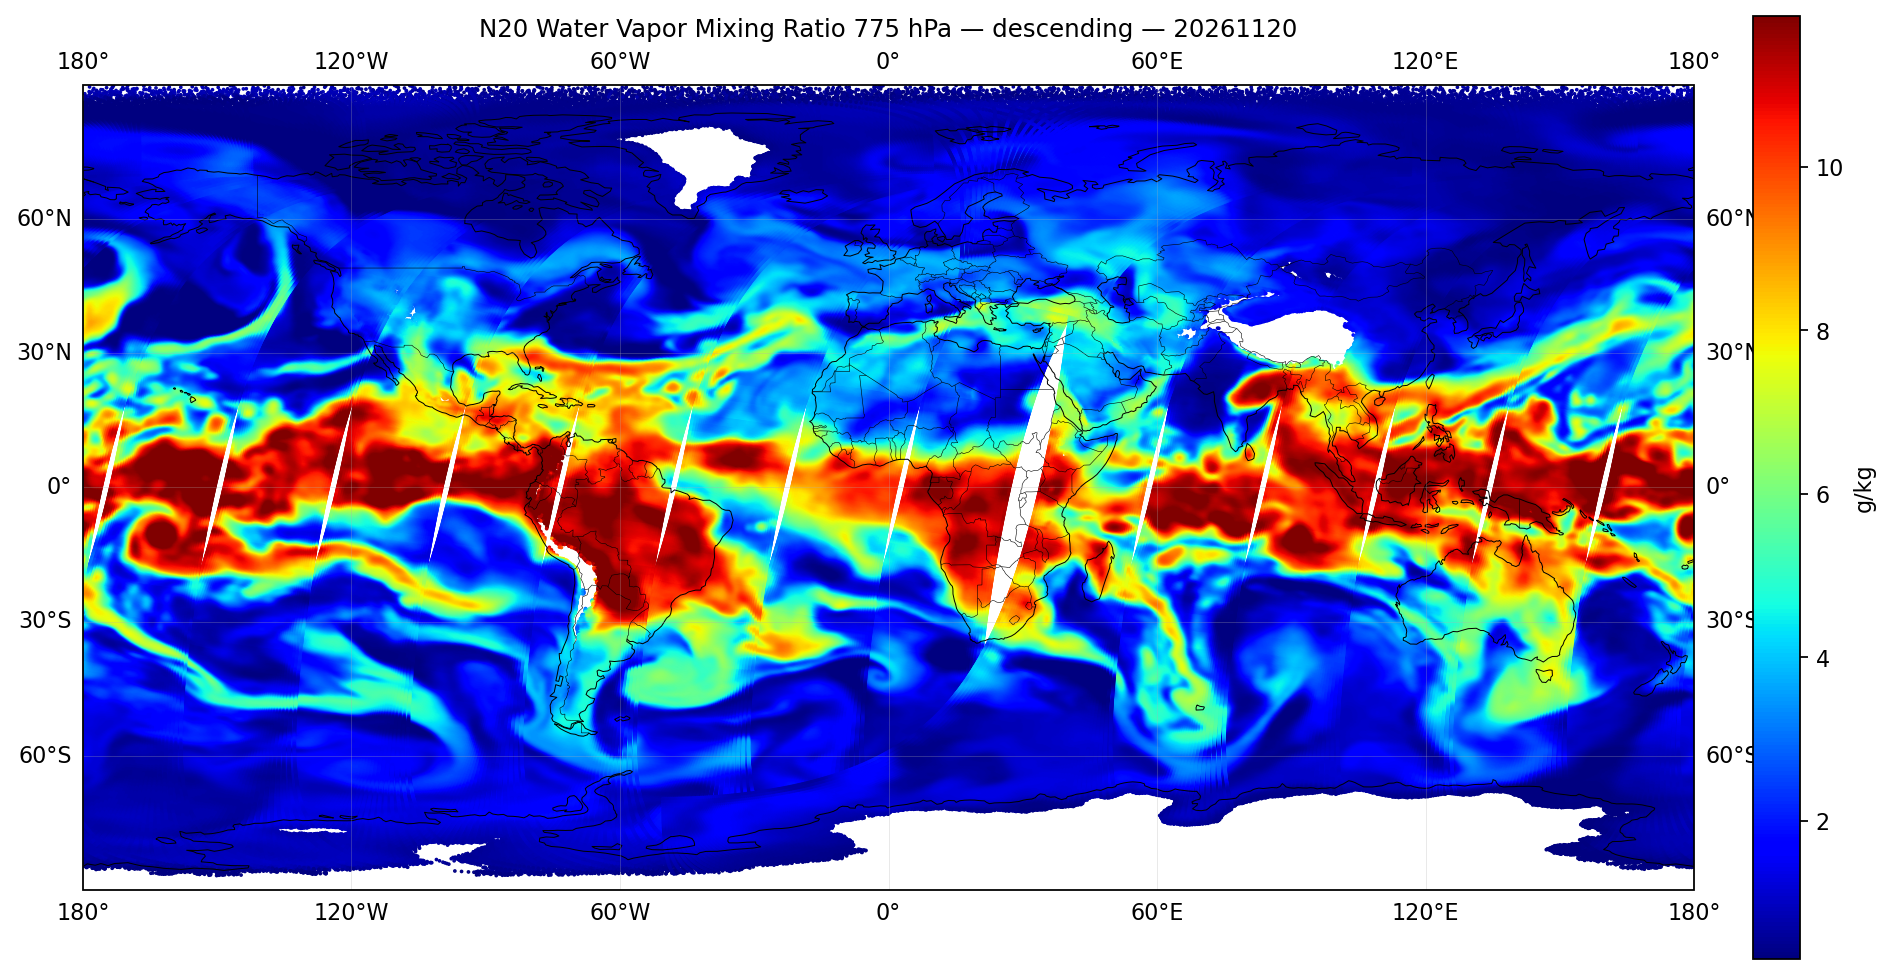 N20 Water Vapor Mixing Ratio 775 hPa — descending — 20261120
180° 120°W 60°W 0° 60°E 120°E 180°
60°N 60°N
30°N 30°N
0° 0°
30°S 30°S
60°S 60°S
180° 120°W 60°W 0° 60°E 120°E 180°
10
8
6
4
2
g/kg